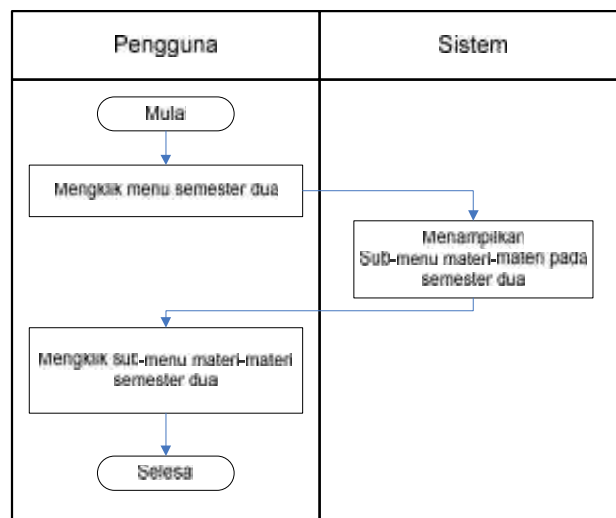 Pengguna
Sistem
Mulai
Mengklik menu semester dua
Menampilkan
Sub-menu materi-materi pada
semester dua
Mengklik sub-menu materi-materi
semester dua
Selesa